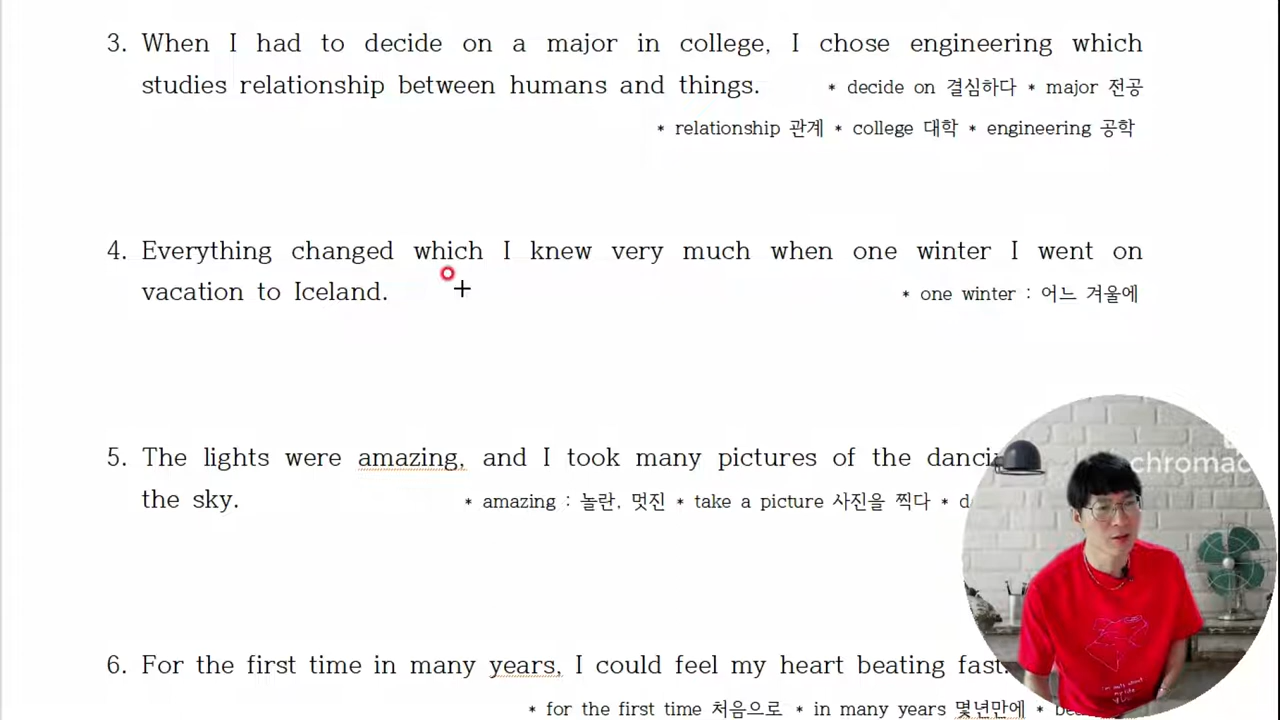 3. When I had to decide on a major in college, I chose engineering which
studies relationship between humans and things. * decide on 결심하다 * major 전공
* relationship 관계 * college 대학 * engineering 공학
4. Everything changed which I knew very much when one winter I went on
vacation to Iceland. * one winter : 어느 겨울에
5. The lights were amazing, and I took many pictures of the
the sky. * amazing : 놀란, 멋진 * take a picture 사진을 찍다 *
chromac
6. For the first time in many years, I could feel my heart beating fast.
* for the first time 처음으로 * in many years 몇년만에 *